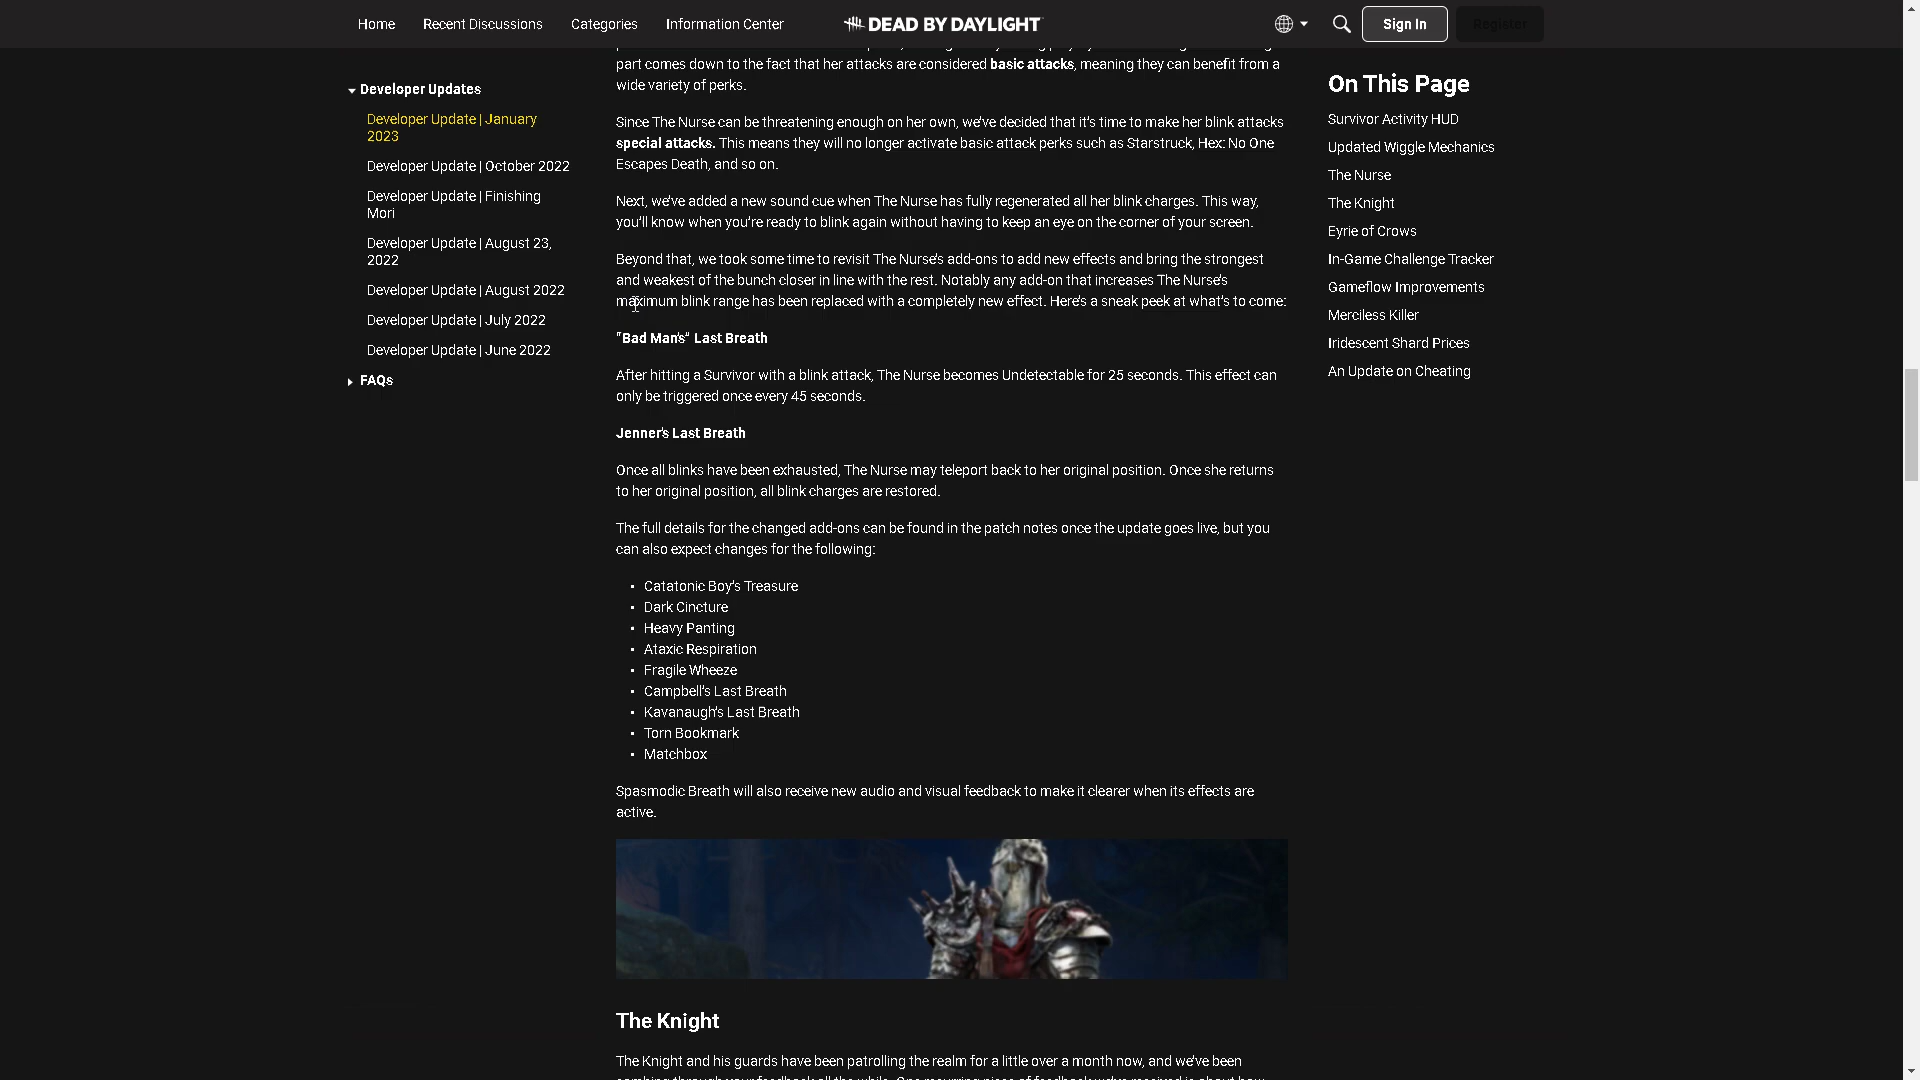 Home
Recent Discussions
Categories
Information Center
DEAD BY DAYLIGHT
Sign In
Register
Developer Updates
Developer Update | January
2023
Developer Update | October 2022
Developer Update | Finishing
Mori
Developer Update | August 23,
2022
Developer Update | August 2022
Developer Update | July 2022
Developer Update | June 2022
FAQs
part comes down to the fact that her attacks are considered basic attacks, meaning they can benefit from a
wide variety of perks.
Since The Nurse can be threatening enough on her own, we've decided that it's time to make her blink attacks
special attacks. This means they will no longer activate basic attack perks such as Starstruck, Hex: No One
Escapes Death, and so on.
Next, we've added a new sound cue when The Nurse has fully regenerated all her blink charges. This way,
you'll know when you're ready to blink again without having to keep an eye on the corner of your screen.
Beyond that, we took some time to revisit The Nurse's add-ons to add new effects and bring the strongest
and weakest of the bunch closer in line with the rest. Notably any add-on that increases The Nurse's
maximum blink range has been replaced with a completely new effect. Here's a sneak peek at what's to come:
"Bad Man's" Last Breath
After hitting a Survivor with a blink attack, The Nurse becomes Undetectable for 25 seconds. This effect can
only be triggered once every 45 seconds.
Jenner's Last Breath
Once all blinks have been exhausted, The Nurse may teleport back to her original position. Once she returns
to her original position, all blink charges are restored.
The full details for the changed add-ons can be found in the patch notes once the update goes live, but you
can also expect changes for the following:
• Catatonic Boy's Treasure
• Dark Cincture
• Heavy Panting
• Ataxic Respiration
• Fragile Wheeze
• Campbell's Last Breath
• Kavanaugh's Last Breath
• Torn Bookmark
• Matchbox
Spasmodic Breath will also receive new audio and visual feedback to make it clearer when its effects are
active.
The Knight
The Knight and his guards have been patrolling the realm for a little over a month now, and we've been
On This Page
Survivor Activity HUD
Updated Wiggle Mechanics
The Nurse
The Knight
Eyrie of Crows
In-Game Challenge Tracker
Gameflow Improvements
Merciless Killer
Iridescent Shard Prices
An Update on Cheating